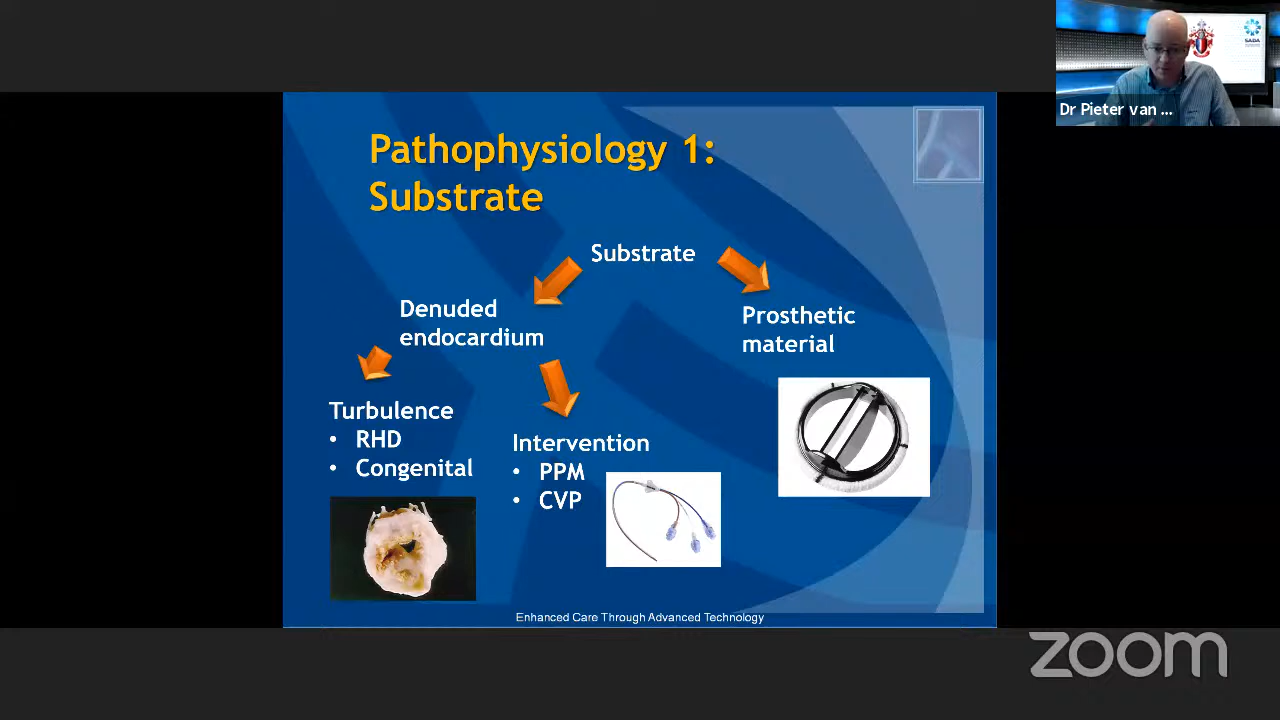 Pathophysiology 1:
Substrate
Substrate
Denuded
endocardium
Prosthetic
material
Turbulence
• RHD
• Congenital
Intervention
• PPM
• CVP
Enhanced Care Through Advanced Technology
SADA
Dr Pieter van ...
zoom